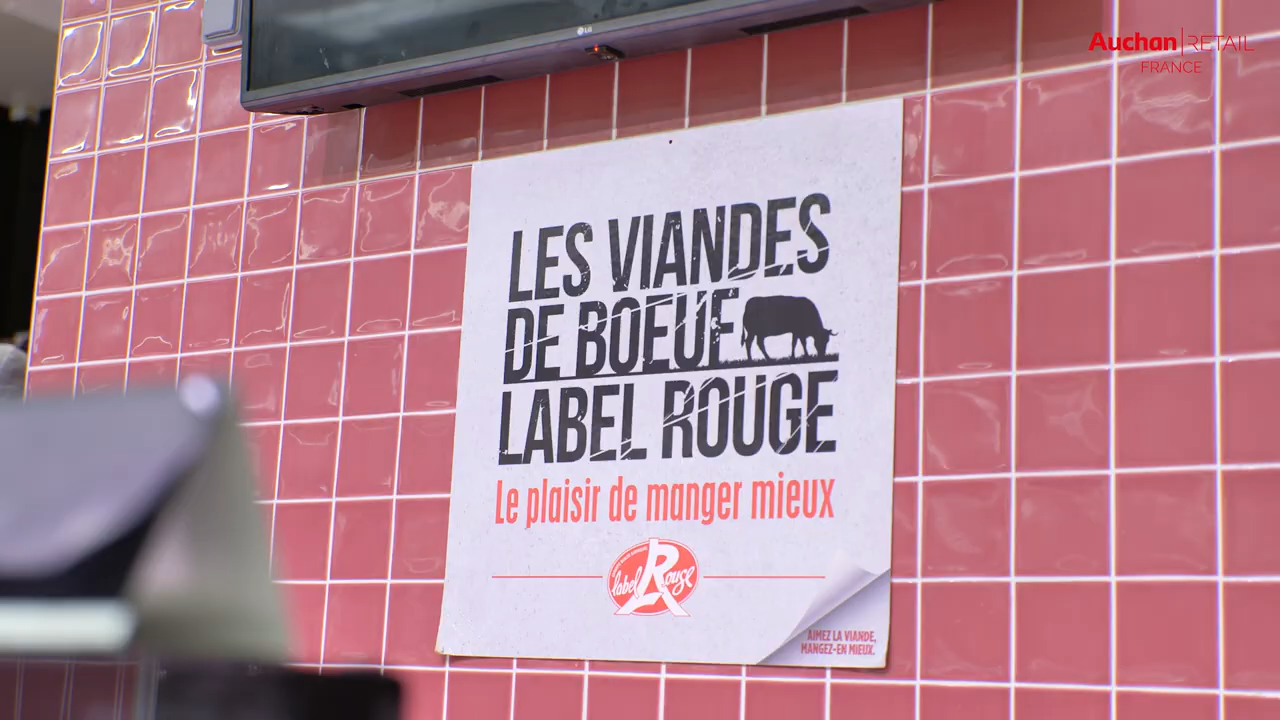 Auchan RETAIL
FRANCE
LG
LES VIANDES
DE BOEUF
LABEL ROUGE
Le plaisir de manger mieux
label Rouge
AIMEZ LA VIANDE,
MANGEZ-EN MIEUX.